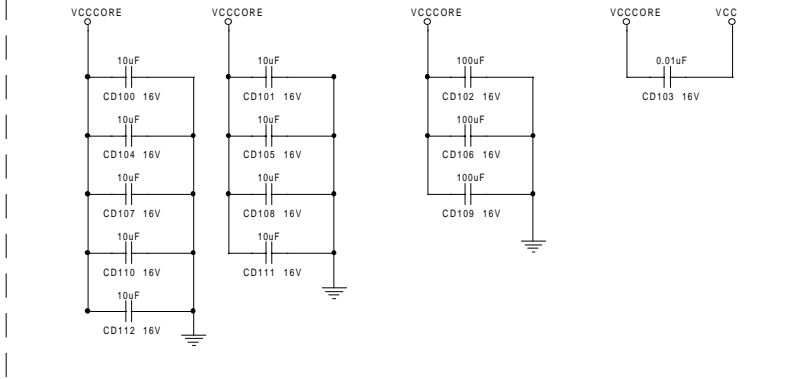 VCCCORE
10uF
CD100 16V
10uF
CD104 16V
10uF
CD107 16V
10uF
CD110 16V
10uF
CD112 16V
VCCCORE
10uF
CD101 16V
10uF
CD105 16V
10uF
CD108 16V
10uF
CD111 16V
VCCCORE
100uF
CD102 16V
100uF
CD106 16V
100uF
CD109 16V
VCCCORE
VCC
0.01uF
CD103 16V